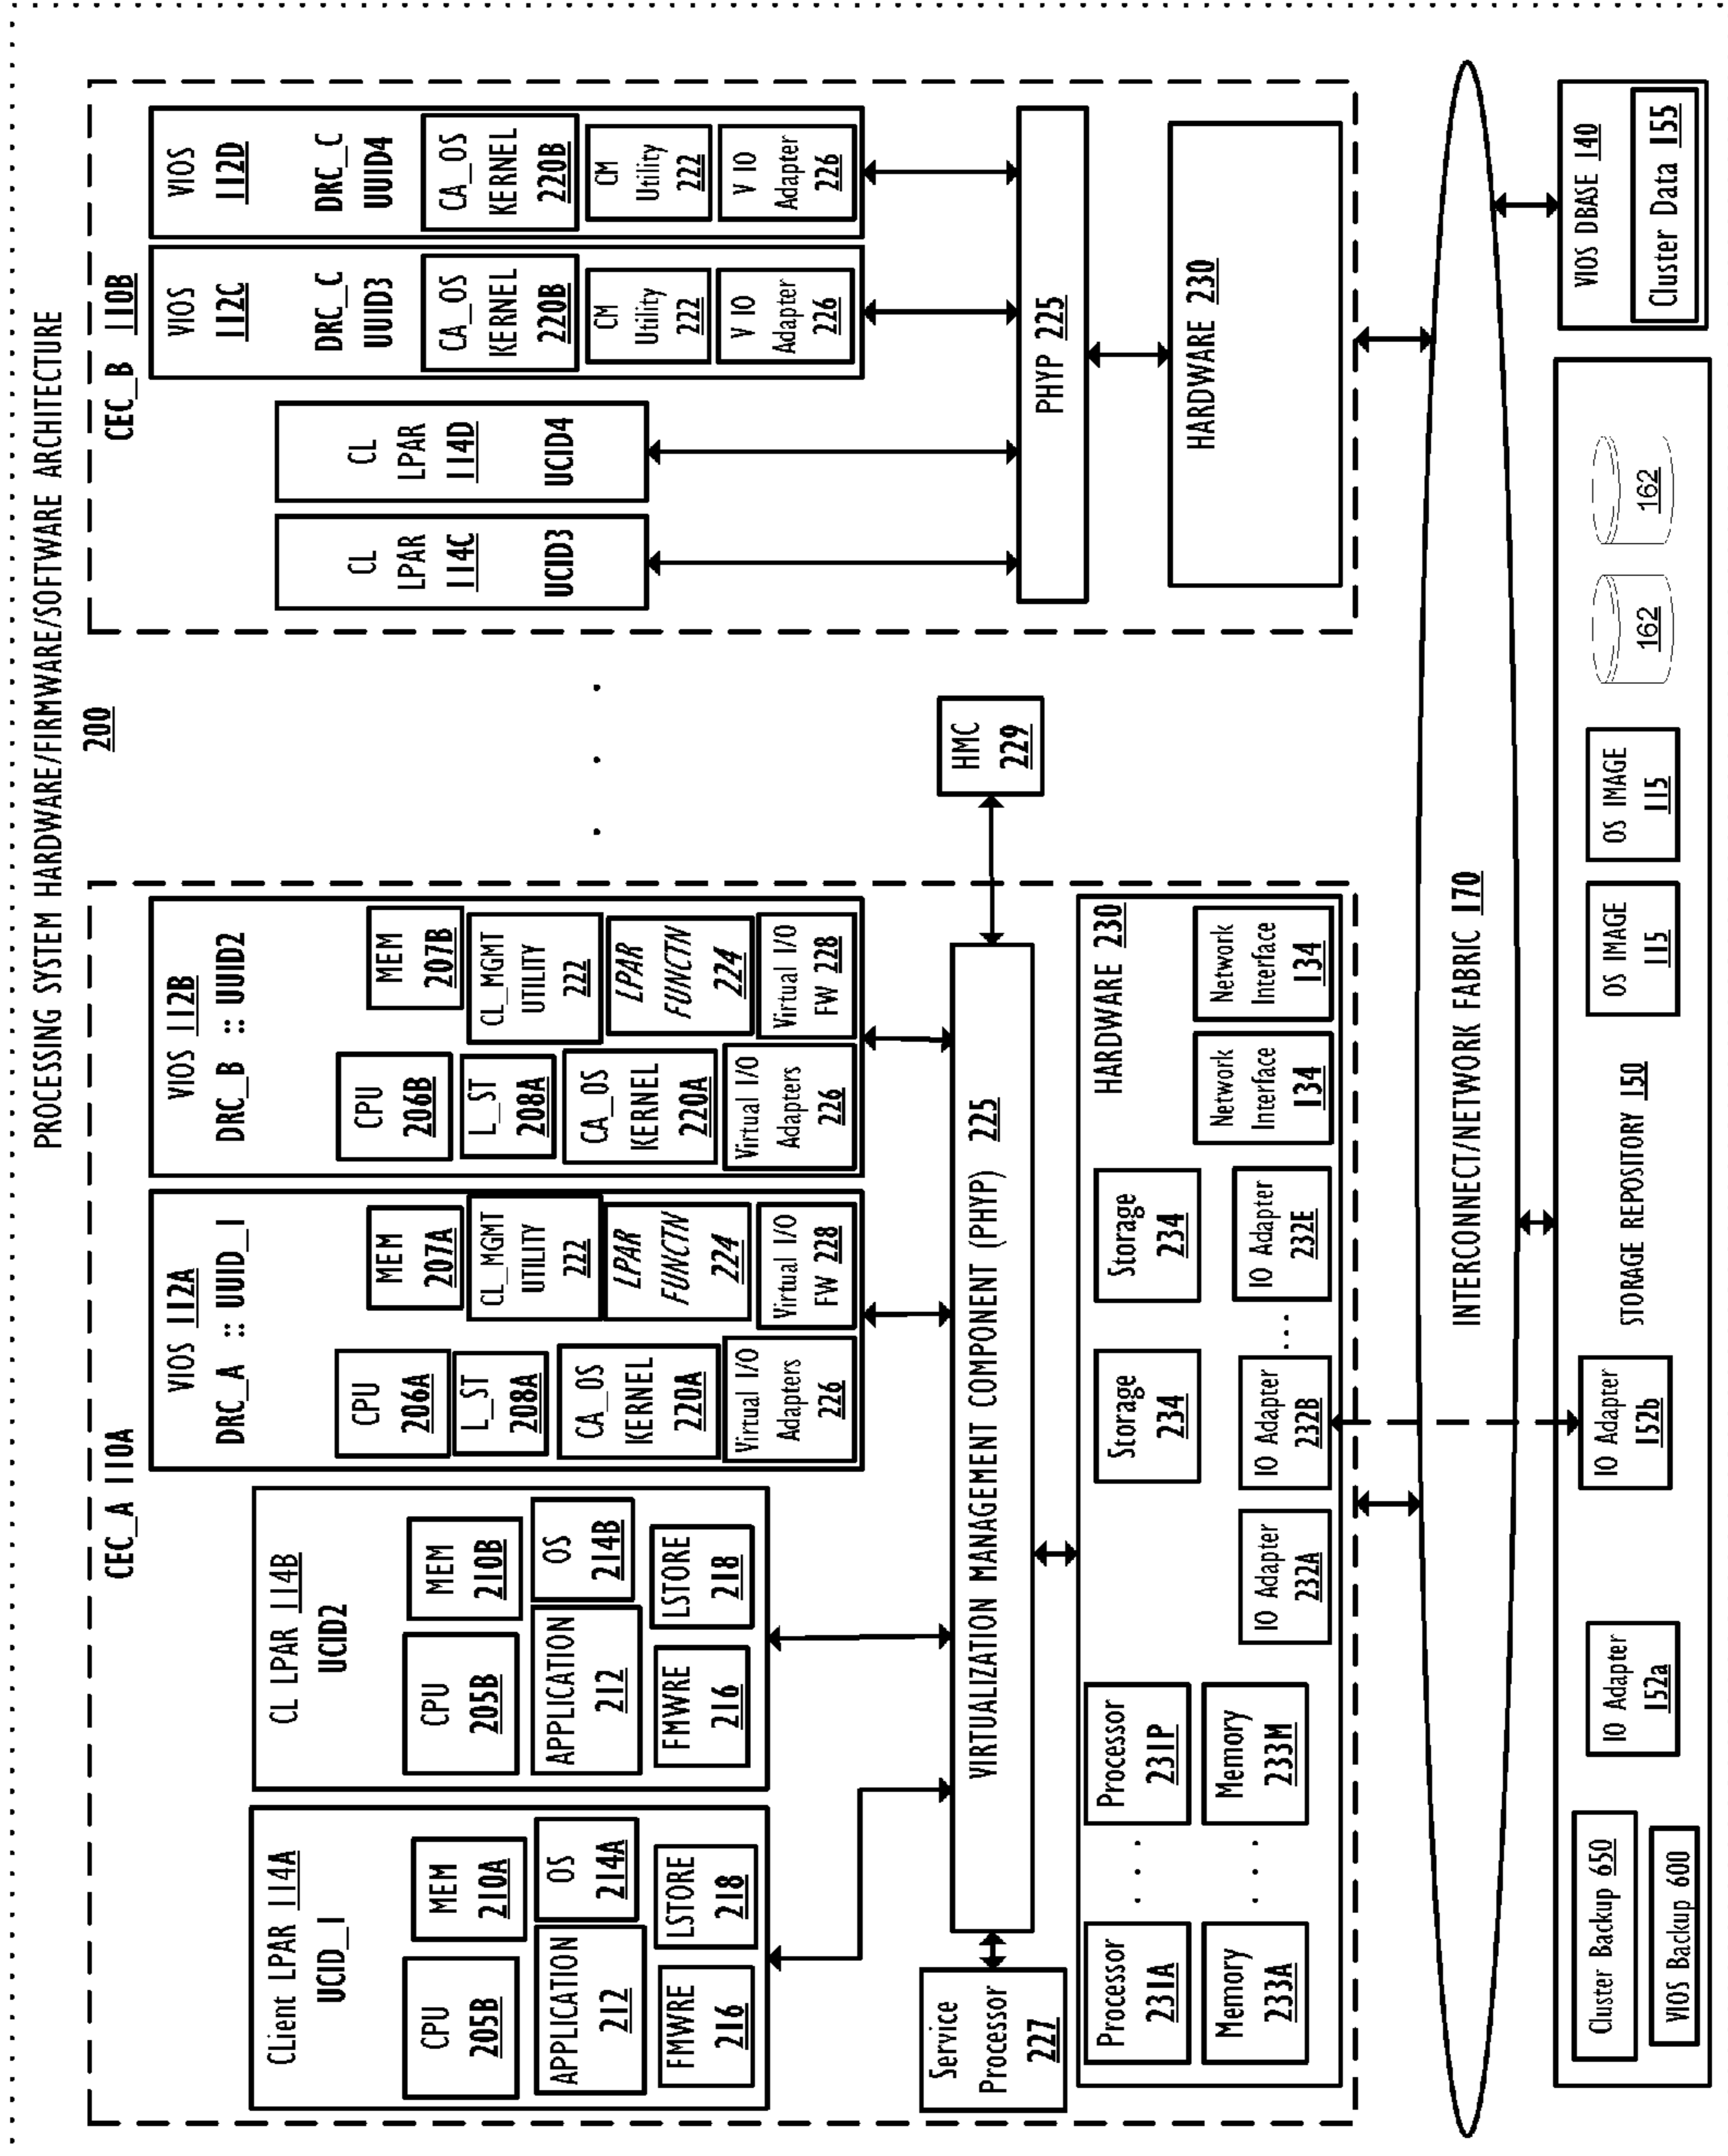 PROCESSING SYSTEM HARDWARE/FIRMWARE/SOFTWARE ARCHITECTURE
200
CEC_A 110A
CLient LPAR 114A
UCID_1
CPU
205B
MEM
210A
APPLICATION
212
OS
214A
FMWRE
216
LSTORE
218
CL LPAR 114B
UCID2
CPU
205B
MEM
210B
APPLICATION
212
OS
214B
FMWRE
216
LSTORE
218
VIOS 112A
DRC_A :: UUID_1
CPU
206A
MEM
207A
L_ST
208A
CL_MGMT
UTILITY
222
CA_OS
KERNEL
220A
LPAR
FUNCTN
224
Virtual I/O
Adapters
226
Virtual I/O
FW 228
VIOS 112B
DRC_B :: UUID2
CPU
206B
MEM
207B
L_ST
208A
CL_MGMT
UTILITY
222
CA_OS
KERNEL
220A
LPAR
FUNCTN
224
Virtual I/O
Adapters
226
Virtual I/O
FW 228
Service
Processor
227
VIRTUALIZATION MANAGEMENT COMPONENT (PHYP) 225
HMC
229
HARDWARE 230
Processor
231A
. . .
Processor
231P
Memory
233A
. . .
Memory
233M
Storage
234
Storage
234
IO Adapter
232A
IO Adapter
232B
...
IO Adapter
232E
Network
Interface
134
Network
Interface
134
. . .
CEC_B 110B
CL
LPAR
114C
UCID3
CL
LPAR
114D
UCID4
VIOS
112C
DRC_C
UUID3
CA_OS
KERNEL
220B
CM
Utility
222
V IO
Adapter
226
VIOS
112D
DRC_C
UUID4
CA_OS
KERNEL
220B
CM
Utility
222
V IO
Adapter
226
PHYP 225
HARDWARE 230
INTERCONNECT/NETWORK FABRIC 170
Cluster Backup 650
VIOS Backup 600
IO Adapter
152a
IO Adapter
152b
STORAGE REPOSITORY 150
OS IMAGE
115
OS IMAGE
115
162
162
VIOS DBASE 140
Cluster Data 155